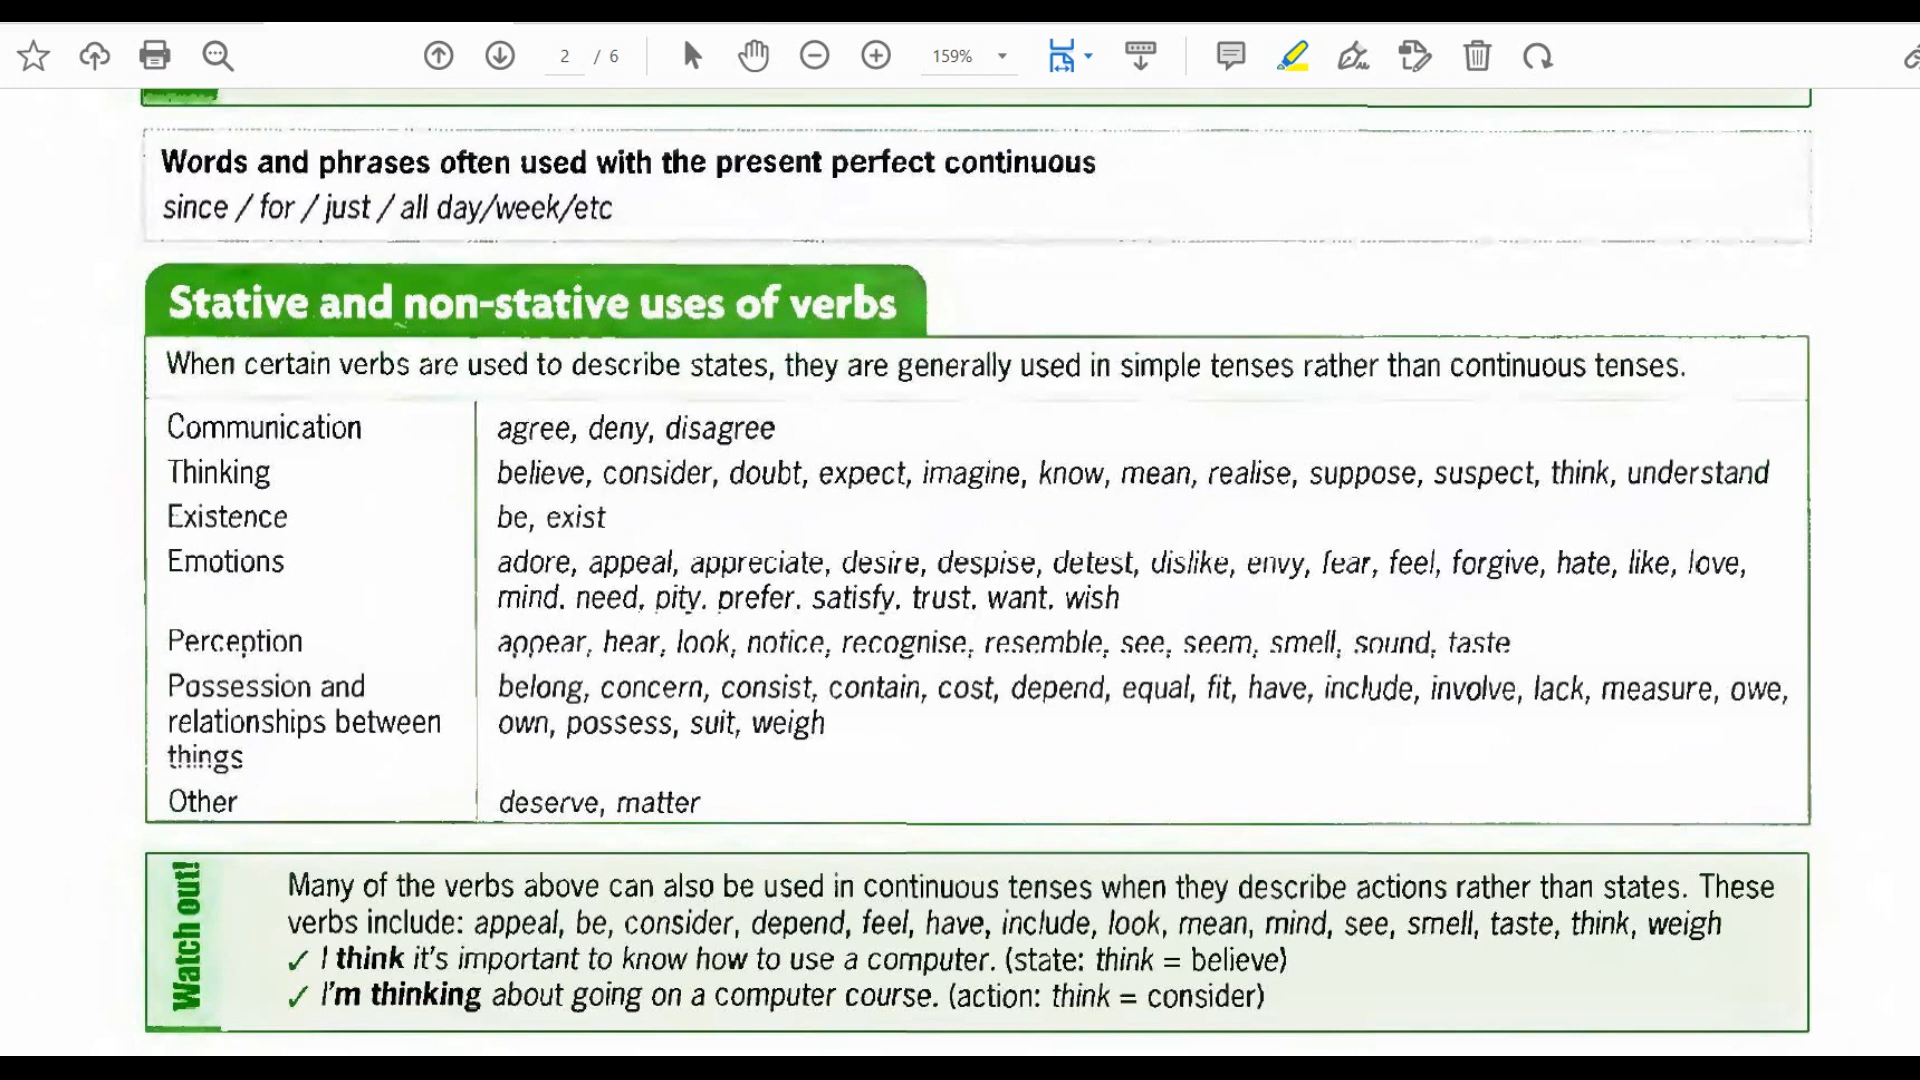 2 / 6 159%
Words and phrases often used with the present perfect continuous
since / for / just / all day/week/etc
Stative and non-stative uses of verbs
When certain verbs are used to describe states, they are generally used in simple tenses rather than continuous tenses.
Communication agree, deny, disagree
Thinking believe, consider, doubt, expect, imagine, know, mean, realise, suppose, suspect, think, understand
Existence be, exist
Emotions adore, appeal, appreciate, desire, despise, detest, dislike, envy, fear, feel, forgive, hate, like, love,
mind, need, pity, prefer, satisfy, trust, want, wish
Perception appear, hear, look, notice, recognise, resemble, see, seem, smell, sound, taste
Possession and belong, concern, consist, contain, cost, depend, equal, fit, have, include, involve, lack, measure, owe,
relationships between own, possess, suit, weigh
things
Other deserve, matter
Watch out!
Many of the verbs above can also be used in continuous tenses when they describe actions rather than states. These
verbs include: appeal, be, consider, depend, feel, have, include, look, mean, mind, see, smell, taste, think, weigh
✓ I think it's important to know how to use a computer. (state: think = believe)
✓ I'm thinking about going on a computer course. (action: think = consider)